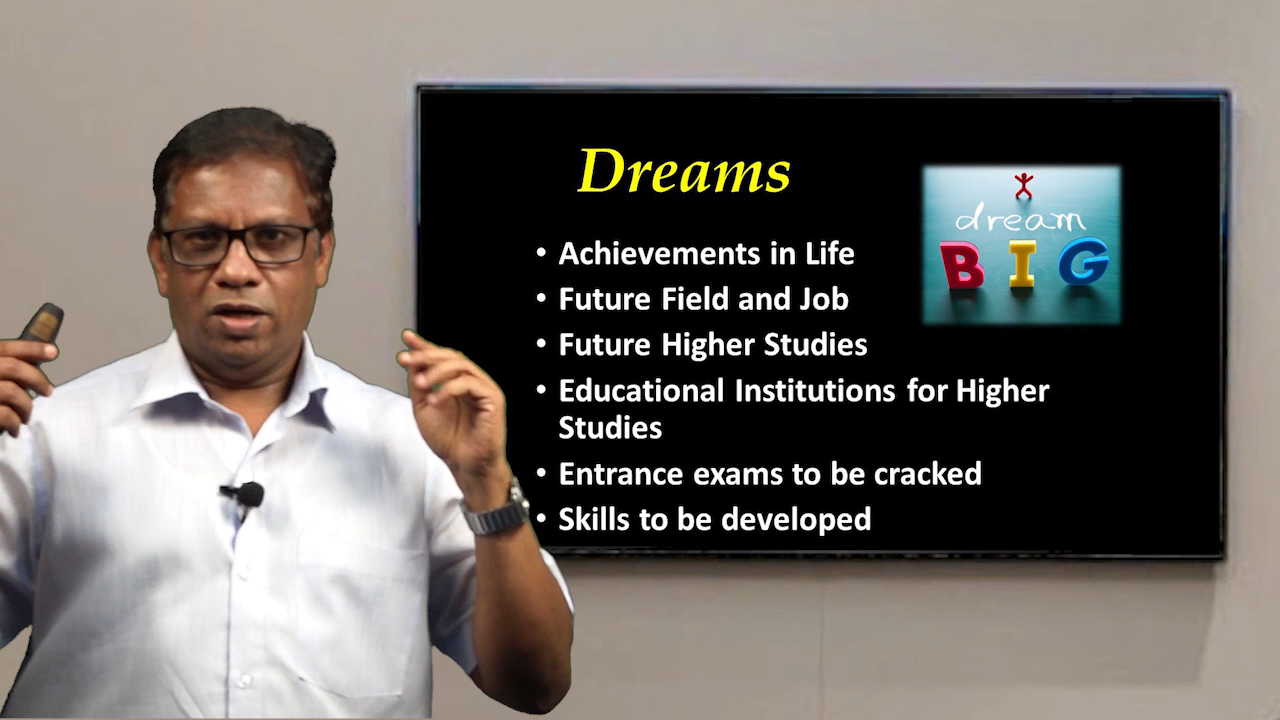 Dreams
dream
BIG
• Achievements in Life
• Future Field and Job
• Future Higher Studies
• Educational Institutions for Higher
Studies
• Entrance exams to be cracked
• Skills to be developed